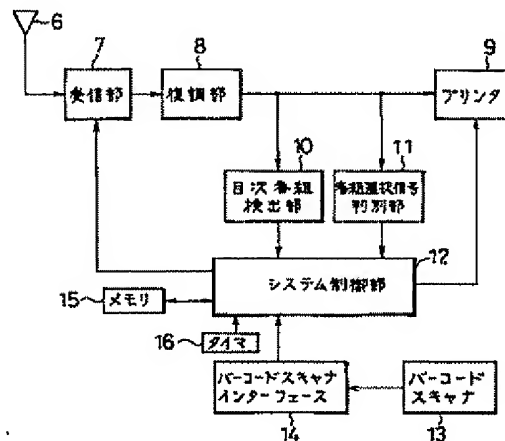 6
7
8
9
受信部
復調部
プリンタ
10
11
目次番組
検出部
番組選択信号
判別部
12
システム制御部
15
メモリ
16
タイマ
バーコードスキャナ
インターフェース
バーコード
スキャナ
14
13